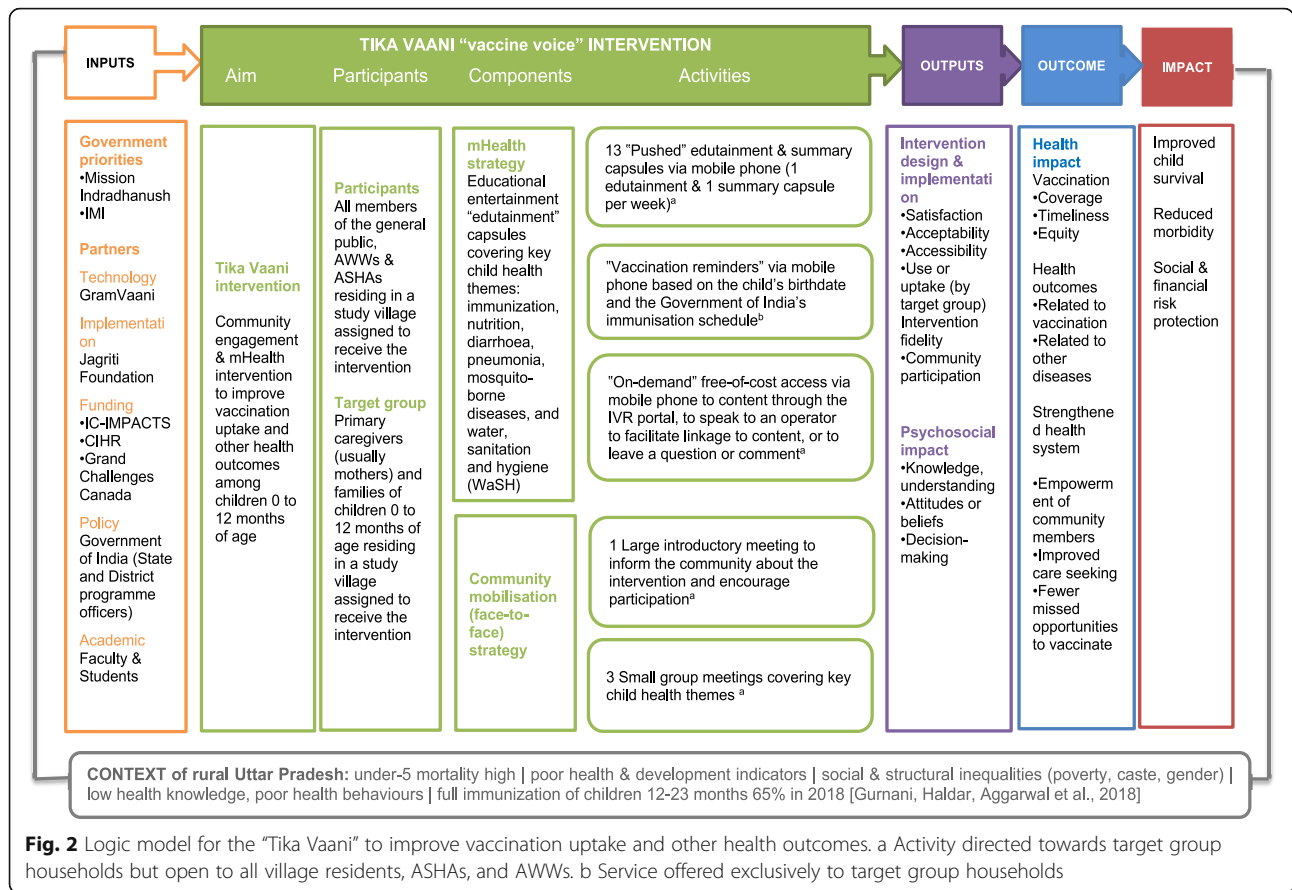 TIKA VAANI “vaccine voice” INTERVENTION
INPUTS
Aim
Participants
Components
Activities
OUTPUTS
OUTCOME
IMPACT
Government
priorities
•Mission
Indradhanush
•IMI
Partners
Technology
GramVaani
Implementati
on
Jagriti
Foundation
Funding
•IC-IMPACTS
•CIHR
•Grand
Challenges
Canada
Policy
Government
of India (State
and District
programme
officers)
Academic
Faculty &
Students
Tika Vaani
intervention
Community
engagement
& mHealth
intervention
to improve
vaccination
uptake and
other health
outcomes
among
children 0 to
12 months
of age
Participants
All members
of the general
public,
AWWs &
ASHAs
residing in a
study village
assigned to
receive the
intervention
Target group
Primary
caregivers
(usually
mothers) and
families of
children 0 to
12 months of
age residing
in a study
village
assigned to
receive the
intervention
mHealth
strategy
Educational
entertainment
“edutainment”
capsules
covering key
child health
themes:
immunization,
nutrition,
diarrhoea,
pneumonia,
mosquito-
borne
diseases, and
water,
sanitation
and hygiene
(WaSH)
Community
mobilisation
(face-to-
face)
strategy
13 "Pushed" edutainment & summary
capsules via mobile phone (1
edutainment & 1 summary capsule
per week)a
"Vaccination reminders" via mobile
phone based on the child's birthdate
and the Government of India's
immunisation scheduleb
"On-demand" free-of-cost access via
mobile phone to content through the
IVR portal, to speak to an operator
to facilitate linkage to content, or to
leave a question or commenta
1 Large introductory meeting to
inform the community about the
intervention and encourage
participationa
3 Small group meetings covering key
child health themes a
Intervention
design &
implementati
on
•Satisfaction
•Acceptability
•Accessibility
•Use or
uptake (by
target group)
Intervention
fidelity
•Community
participation
Psychosocial
impact
•Knowledge,
understanding
•Attitudes or
beliefs
•Decision-
making
Health
impact
Vaccination
•Coverage
•Timeliness
•Equity
Health
outcomes
•Related to
vaccination
•Related to
other
diseases
Strengthene
d health
system
•Empowerm
ent of
community
members
•Improved
care seeking
•Fewer
missed
opportunities
to vaccinate
Improved
child
survival
Reduced
morbidity
Social &
financial
risk
protection
CONTEXT of rural Uttar Pradesh: under-5 mortality high | poor health & development indicators | social & structural inequalities (poverty, caste, gender) |
low health knowledge, poor health behaviours | full immunization of children 12-23 months 65% in 2018 [Gurnani, Haldar, Aggarwal et al., 2018]
Fig. 2 Logic model for the “Tika Vaani” to improve vaccination uptake and other health outcomes. a Activity directed towards target group
households but open to all village residents, ASHAs, and AWWs. b Service offered exclusively to target group households